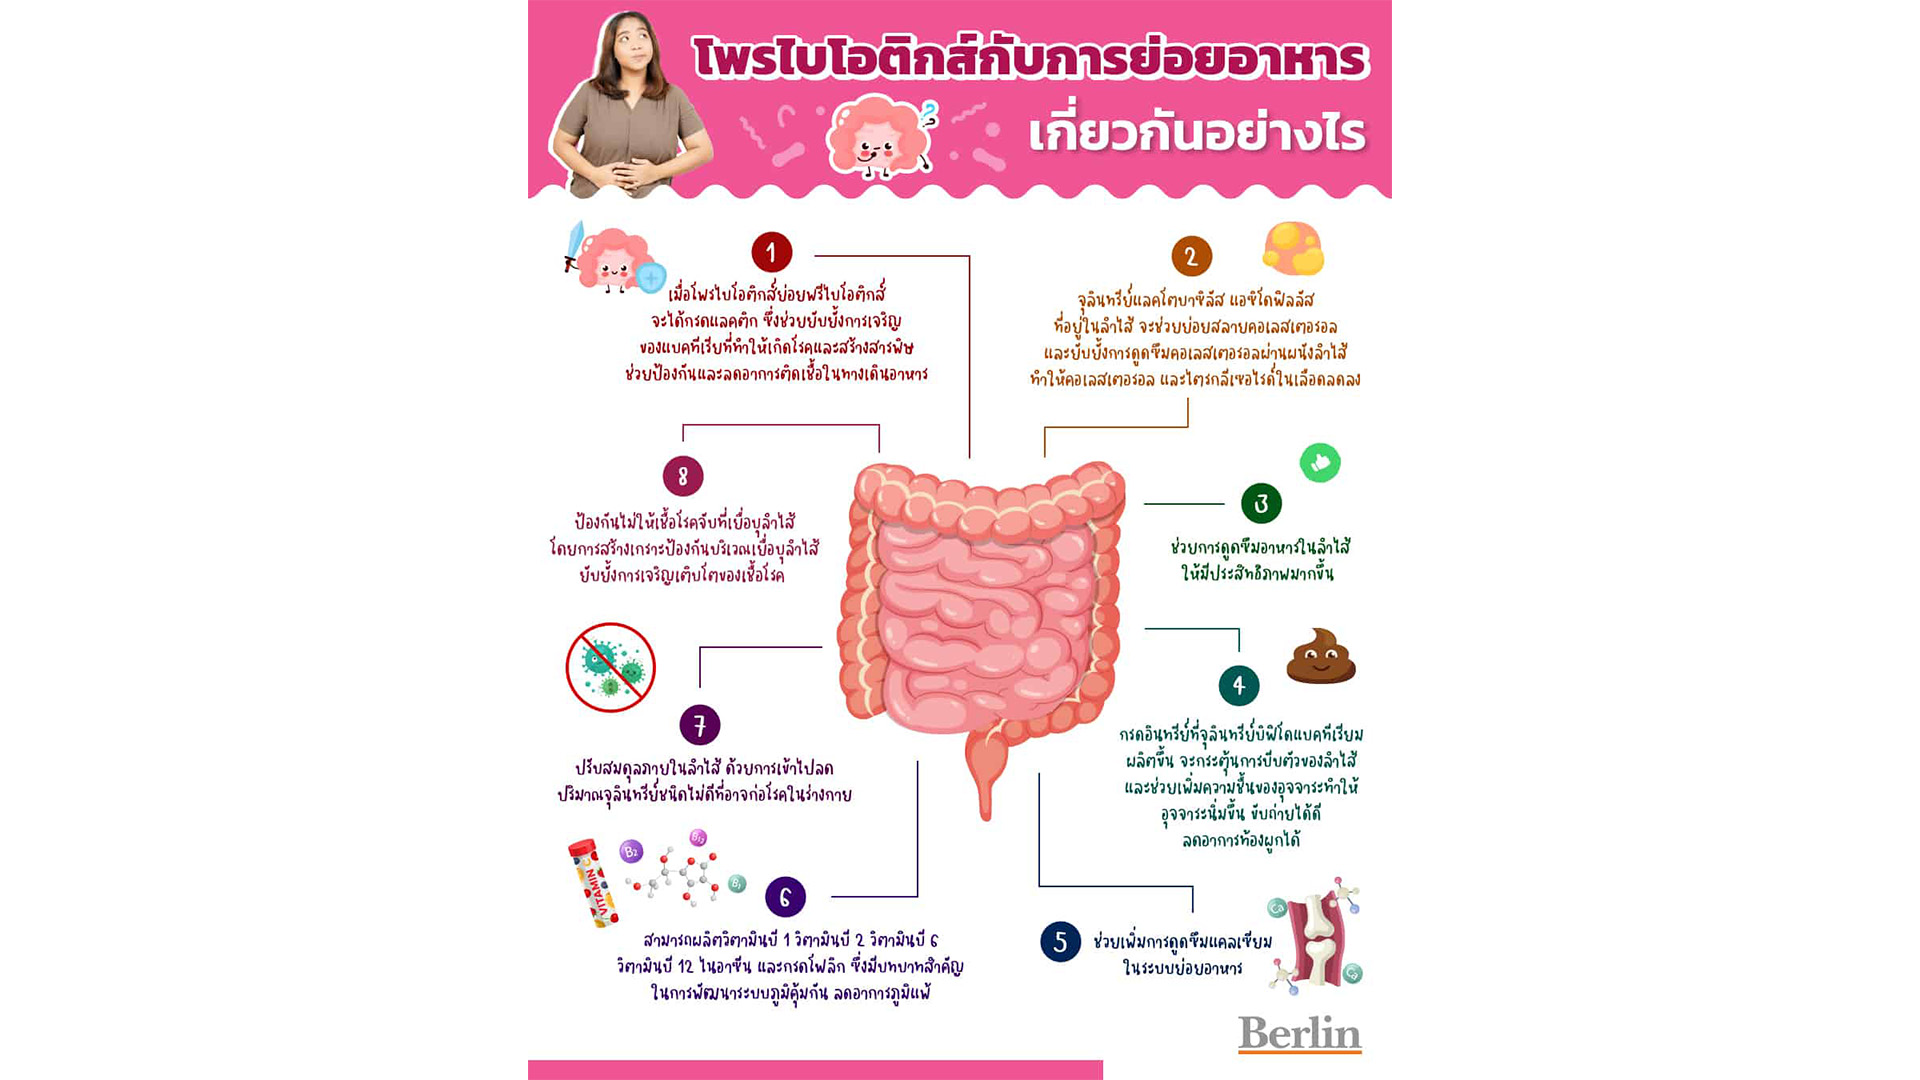 โพรไบโอติกส์กับการย่อยอาหาร
เกี่ยวกันอย่างไร
1
เมื่อโพรไบโอติกส์ย่อยพรีไบโอติกส์
จะได้กรดแลคติก ซึ่งช่วยยับยั้งการเจริญ
ของแบคทีเรียที่ทำให้เกิดโรคและสร้างสารพิษ
ช่วยป้องกันและลดอาการติดเชื้อในทางเดินอาหาร
2
จุลินทรีย์แลคโตบาซิลัส แอซิโดฟิลลัส
ที่อยู่ในลำไส้ จะช่วยย่อยสลายคอเลสเตอรอล
และยับยั้งการดูดซึมคอเลสเตอรอลผ่านผนังลำไส้
ทำให้คอเลสเตอรอล และไตรกลีเซอไรด์ในเลือดลดลง
3
ช่วยการดูดซึมอาหารในลำไส้
ให้มีประสิทธิภาพมากขึ้น
4
กรดอินทรีย์ที่จุลินทรีย์บิฟิโดแบคทีเรียม
ผลิตขึ้น จะกระตุ้นการบีบตัวของลำไส้
และช่วยเพิ่มความชื้นของอุจจาระทำให้
อุจจาระนิ่มขึ้น ขับถ่ายได้ดี
ลดอาการท้องผูกได้
5
ช่วยเพิ่มการดูดซึมแคลเซียม
ในระบบย่อยอาหาร
Ca
Ca
6
สามารถผลิตวิตามินบี 1 วิตามินบี 2 วิตามินบี 6
วิตามินบี 12 ไนอาซีน และกรดโฟลิก ซึ่งมีบทบาทสำคัญ
ในการพัฒนาระบบภูมิคุ้มกัน ลดอาการภูมิแพ้
VITAMIN C
B2
B12
B1
7
ปรับสมดุลภายในลำไส้ ด้วยการเข้าไปลด
ปริมาณจุลินทรีย์ชนิดไม่ดีที่อาจก่อโรคในร่างกาย
8
ป้องกันไม่ให้เชื้อโรคจับที่เยื่อบุลำไส้
โดยการสร้างเกราะป้องกันบริเวณเยื่อบุลำไส้
ยับยั้งการเจริญเติบโตของเชื้อโรค
Berlin